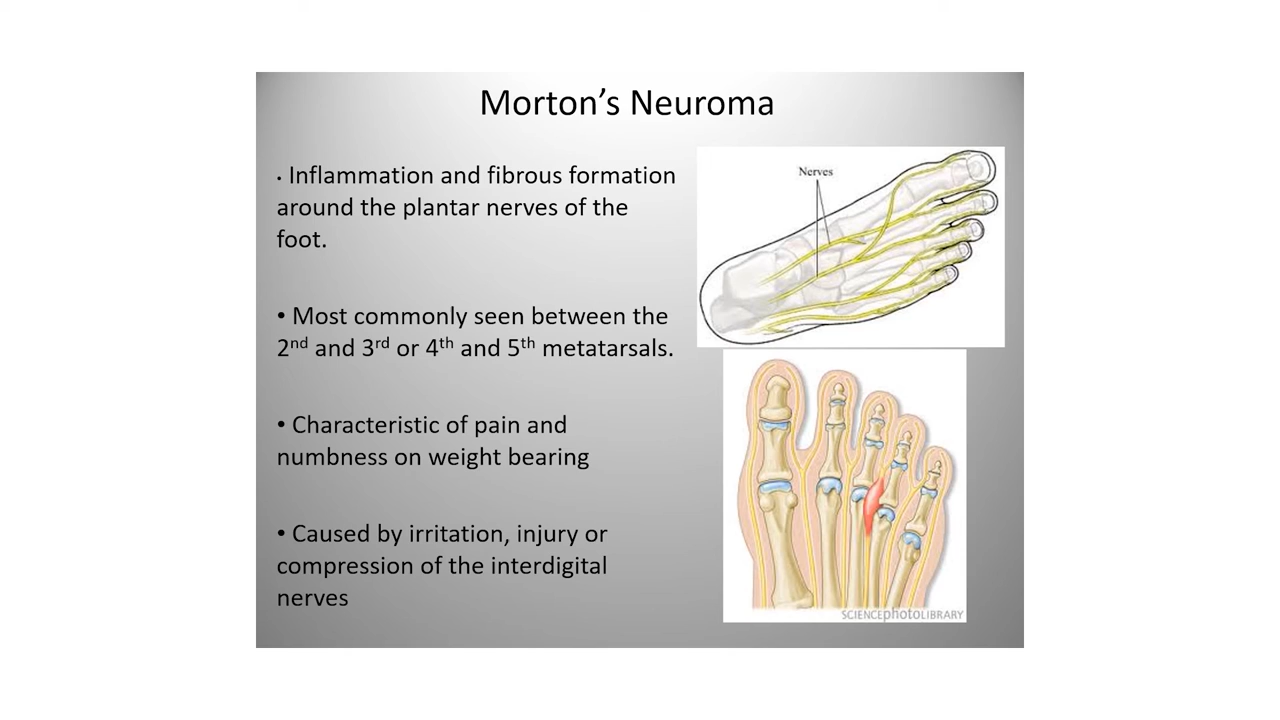 Morton’s Neuroma
• Inflammation and fibrous formation
around the plantar nerves of the
foot.
• Most commonly seen between the
2nd and 3rd or 4th and 5th metatarsals.
• Characteristic of pain and
numbness on weight bearing
• Caused by irritation, injury or
compression of the interdigital
nerves
Nerves
SCIENCEphotoLIBRARY